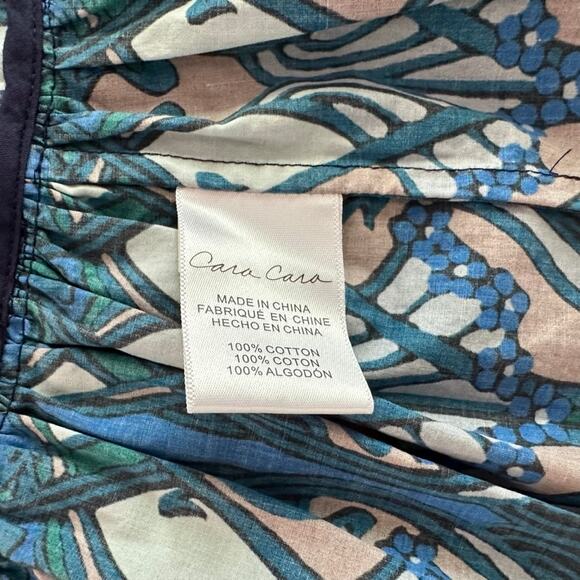 Cara Cara
MADE IN CHINA
FABRIQUÉ EN CHINE
HECHO EN CHINA
100% COTTON
100% COTON
100% ALGODÓN